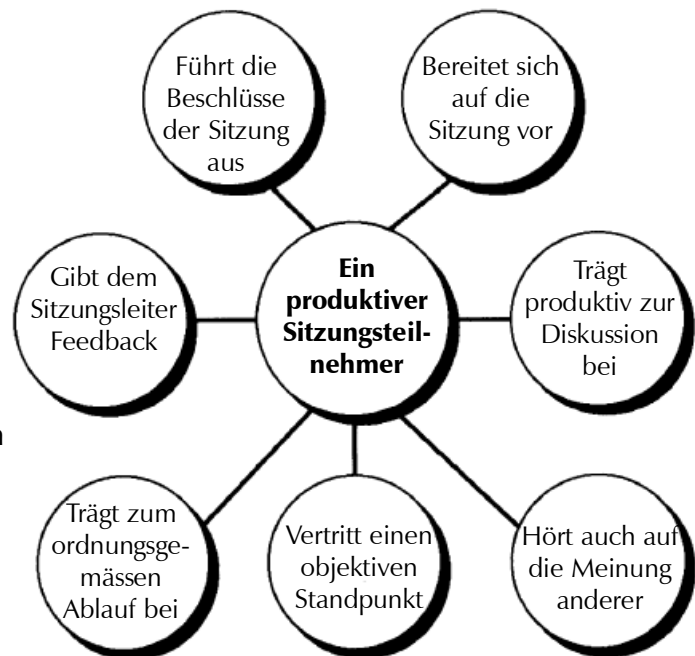 Führt die
Beschlüsse
der Sitzung
aus
Bereitet sich
auf die
Sitzung vor
Ein
produktiver
Sitzungsteil-
nehmer
Gibt dem
Sitzungsleiter
Feedback
Trägt
produktiv zur
Diskussion
bei
Trägt zum
ordnungsge-
mässen
Ablauf bei
Vertritt einen
objektiven
Standpunkt
Hört auch auf
die Meinung
anderer